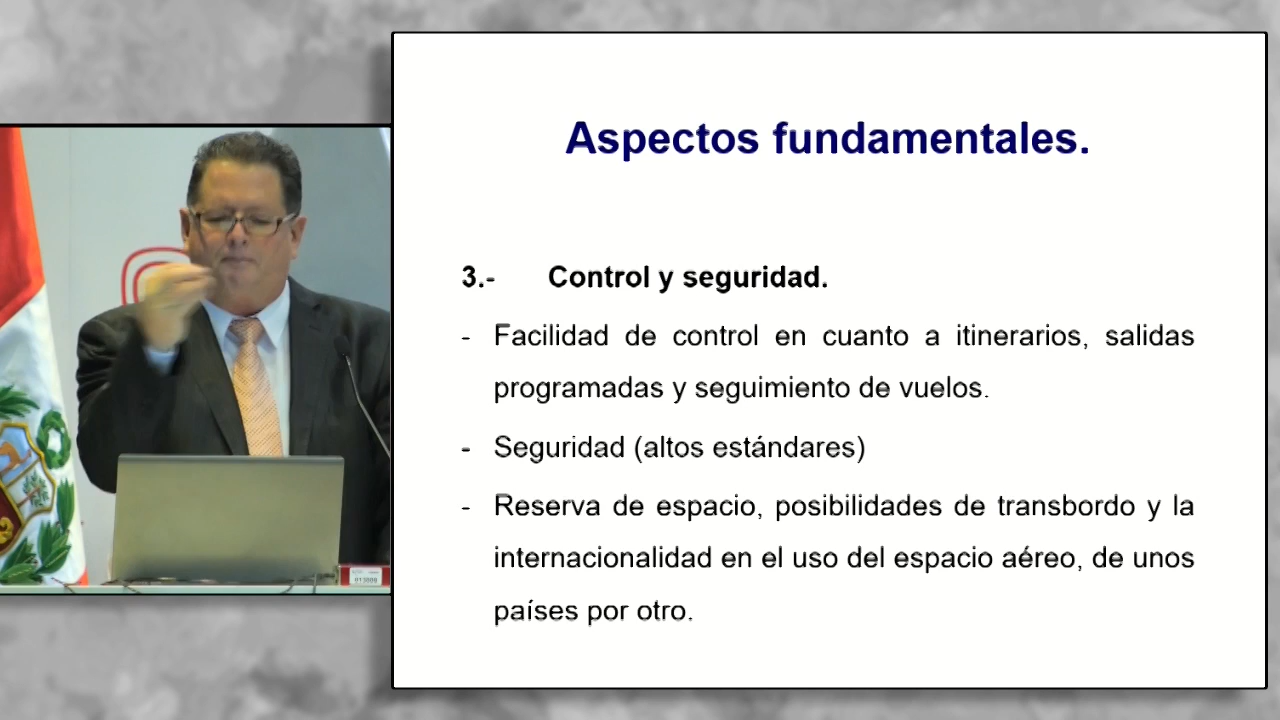 Aspectos fundamentales.
3.- Control y seguridad.
- Facilidad de control en cuanto a itinerarios, salidas
programadas y seguimiento de vuelos.
- Seguridad (altos estándares)
- Reserva de espacio, posibilidades de transbordo y la
internacionalidad en el uso del espacio aéreo, de unos
países por otro.